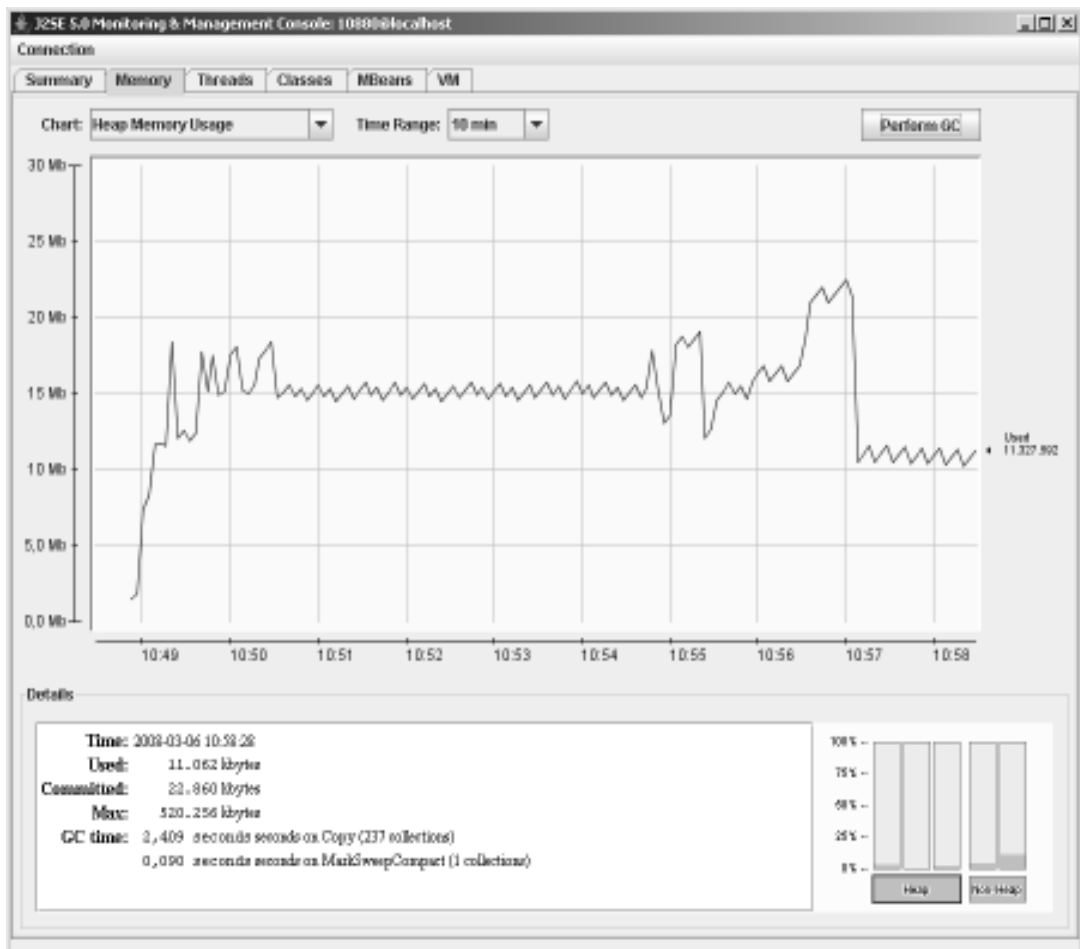 J2SE 5.0 Monitoring & Management Console: 10880@localhost
Connection
Summary Memory Threads Classes MBeans VM
Chart: Heap Memory Usage Time Range: 10 min Perform GC
30 Mb
25 Mb
20 Mb
15 Mb
10 Mb
5,0 Mb
0,0 Mb
Used
11.327.592
10:49 10:50 10:51 10:52 10:53 10:54 10:55 10:56 10:57 10:58
Details
Time: 2008-03-06 10:58:28
Used: 11.062 kbytes
Committed: 22.860 kbytes
Max: 520.256 kbytes
GC time: 2,409 seconds seconds on Copy (237 collections)
0,090 seconds seconds on MarkSweepCompact (1 collections)
100%
75%
50%
25%
0%
Heap Non-Heap